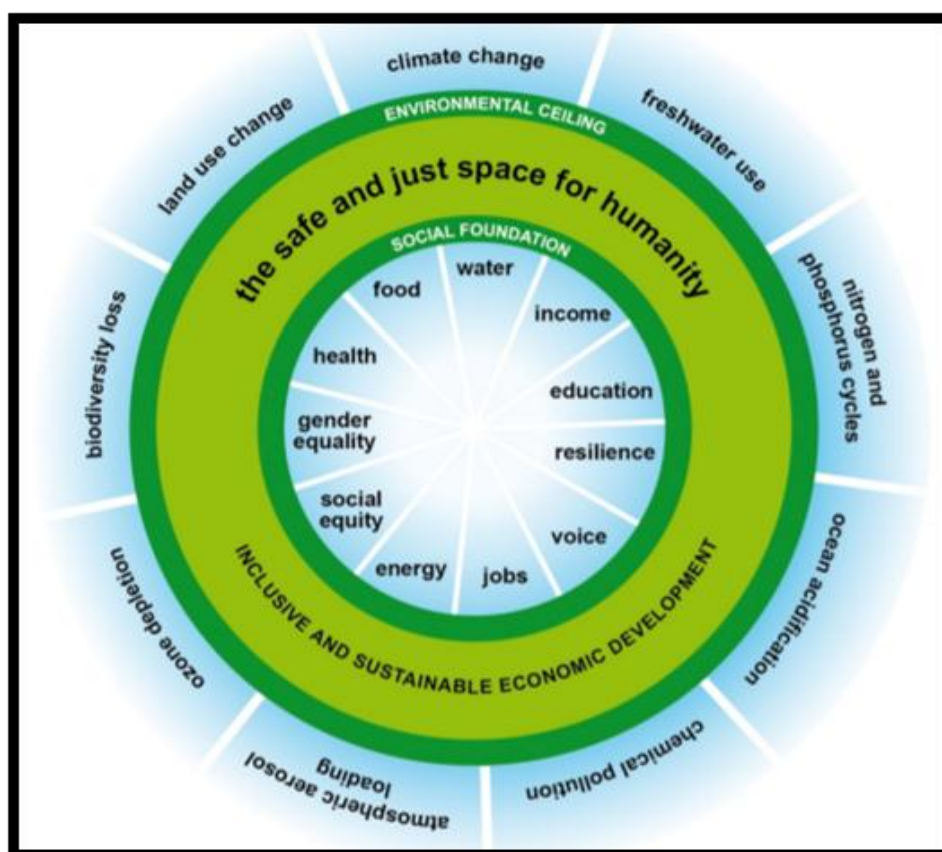 climate change
freshwater use
nitrogen and
phosphorus cycles
ocean acidification
chemical pollution
atmospheric aerosol
loading
ozone depletion
biodiversity loss
land use change
ENVIRONMENTAL CEILING
the safe and just space for humanity
SOCIAL FOUNDATION
water
income
education
resilience
voice
jobs
energy
social
equity
gender
equality
health
food
INCLUSIVE AND SUSTAINABLE ECONOMIC DEVELOPMENT